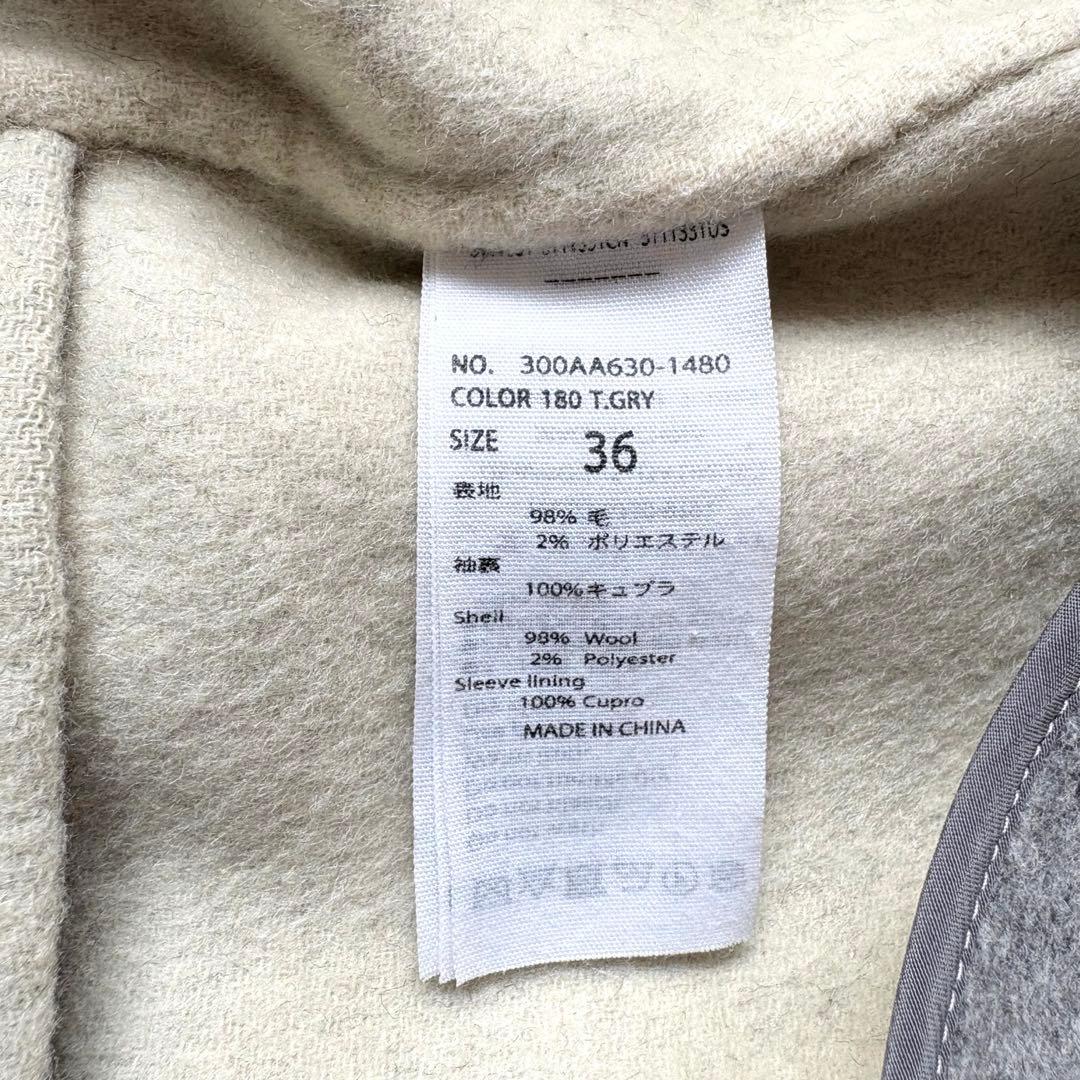 3111331US
NO. 300AA630-1480
COLOR 180 T.GRY
SIZE 36
表地
98% 毛
2% ポリエステル
袖裏
100%キュプラ
Shell
98% Wool
2% Polyester
Sleeve lining
100% Cupro
MADE IN CHINA